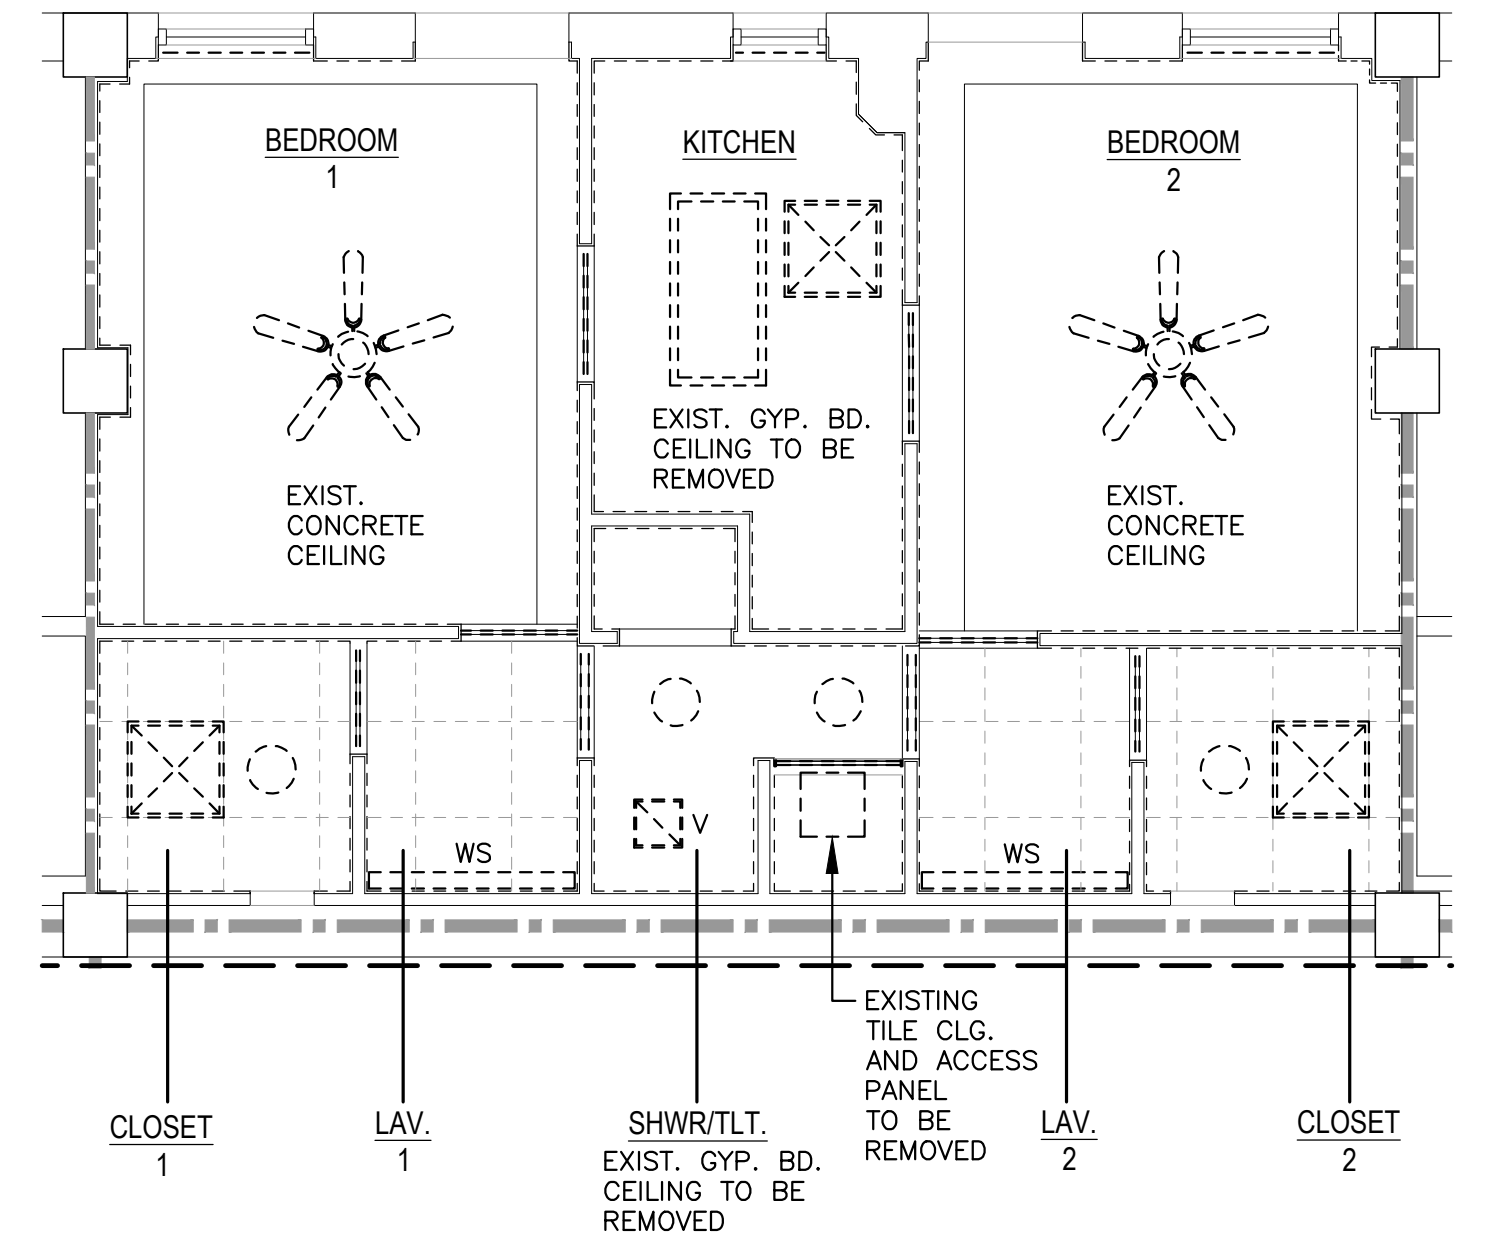 BEDROOM
1
KITCHEN
BEDROOM
2
EXIST. GYP. BD.
CEILING TO BE
REMOVED
EXIST.
CONCRETE
CEILING
EXIST.
CONCRETE
CEILING
WS
V
WS
EXISTING
TILE CLG.
AND ACCESS
PANEL
TO BE
REMOVED
CLOSET
1
LAV.
1
SHWR/TLT.
EXIST. GYP. BD.
CEILING TO BE
REMOVED
LAV.
2
CLOSET
2